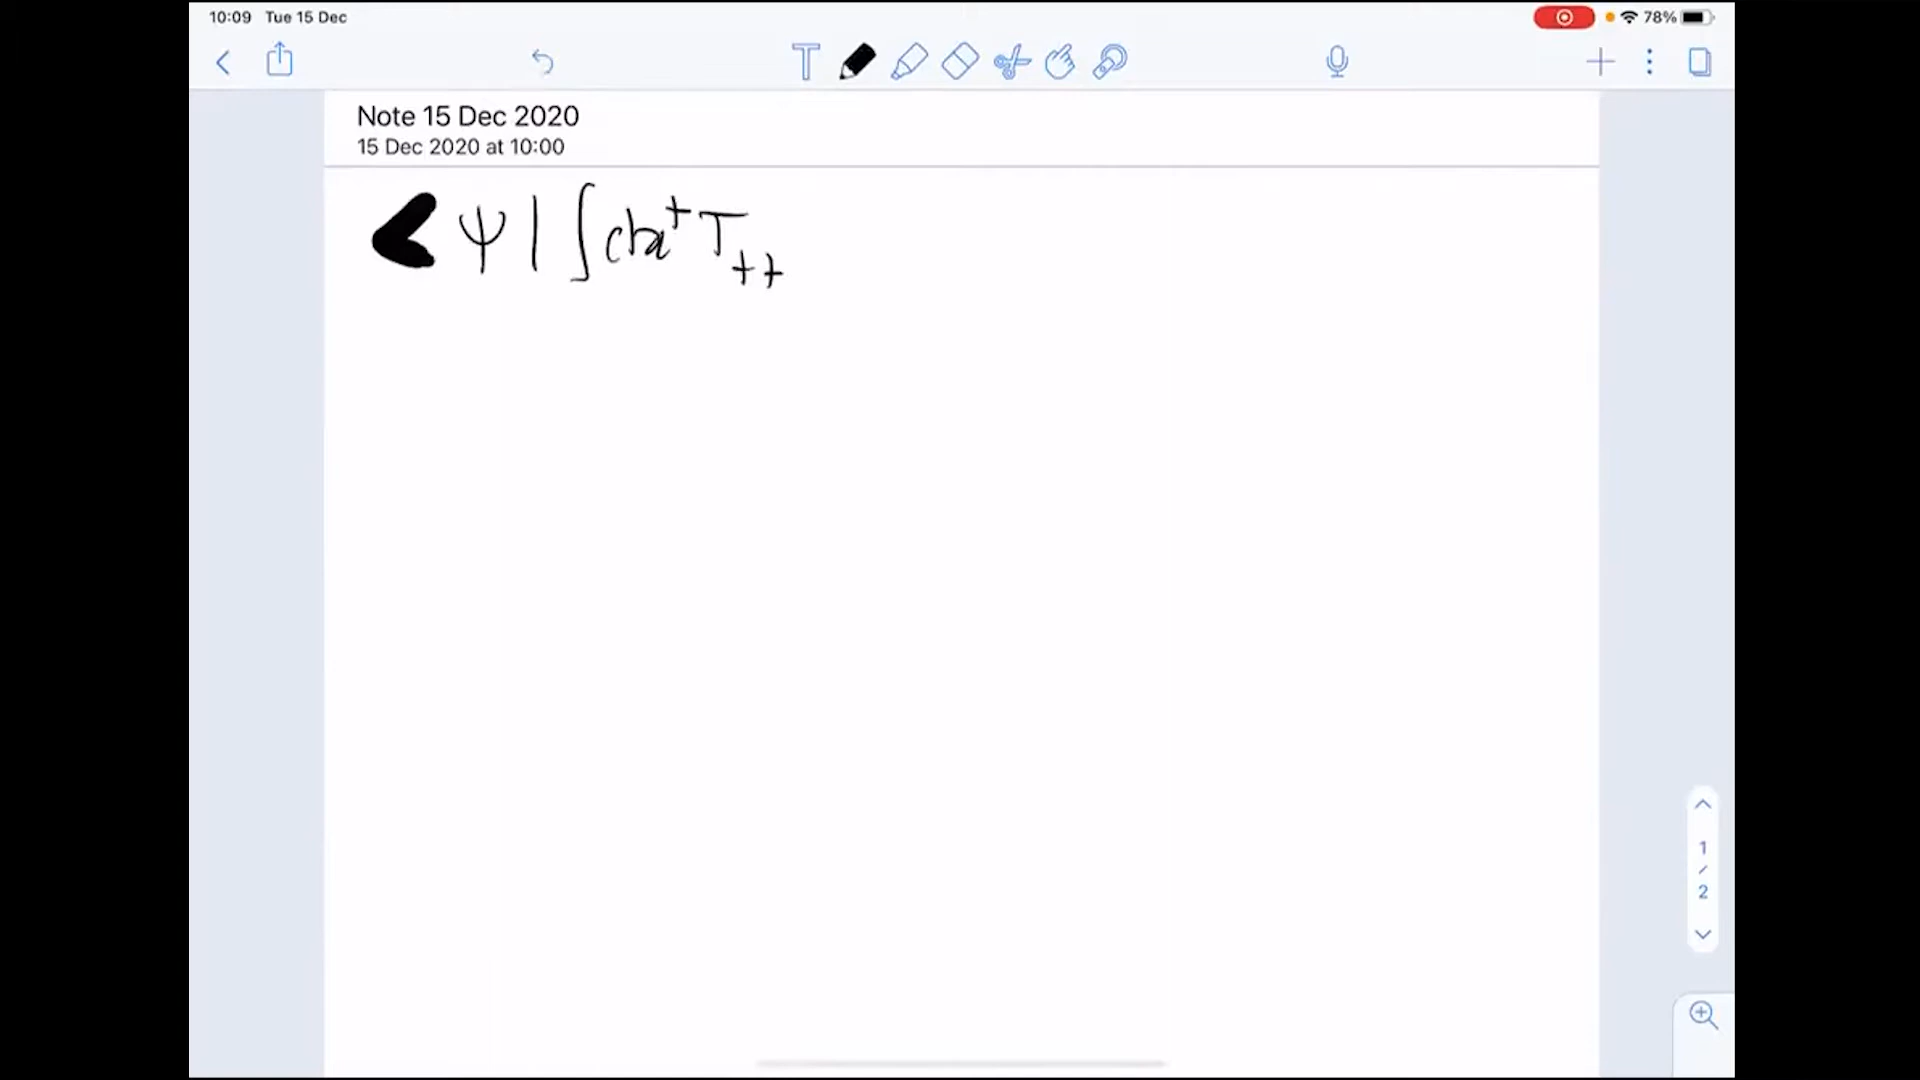 10:09 Tue 15 Dec 78%
T
Note 15 Dec 2020
15 Dec 2020 at 10:00
< ψ | ∫ dx⁺ T₊₊
1
/
2